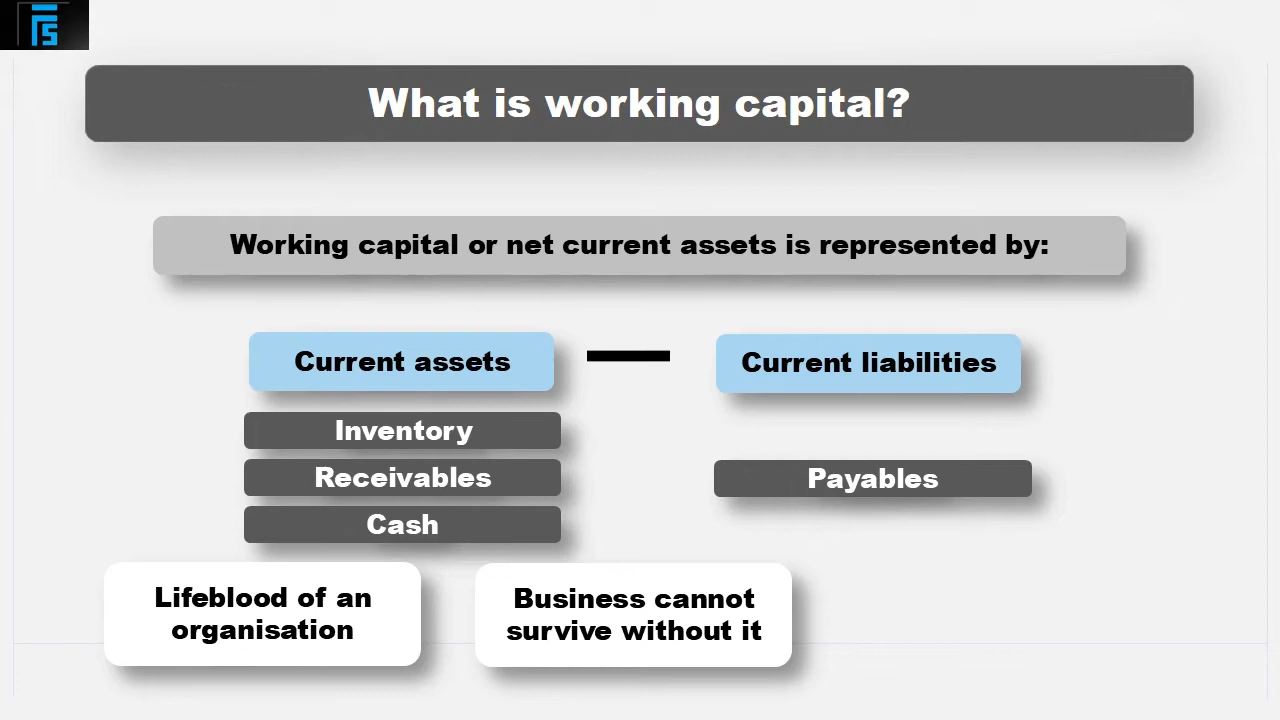 What is working capital?
Working capital or net current assets is represented by:
Current assets — Current liabilities
Inventory
Receivables
Payables
Cash
Lifeblood of an
organisation
Business cannot
survive without it